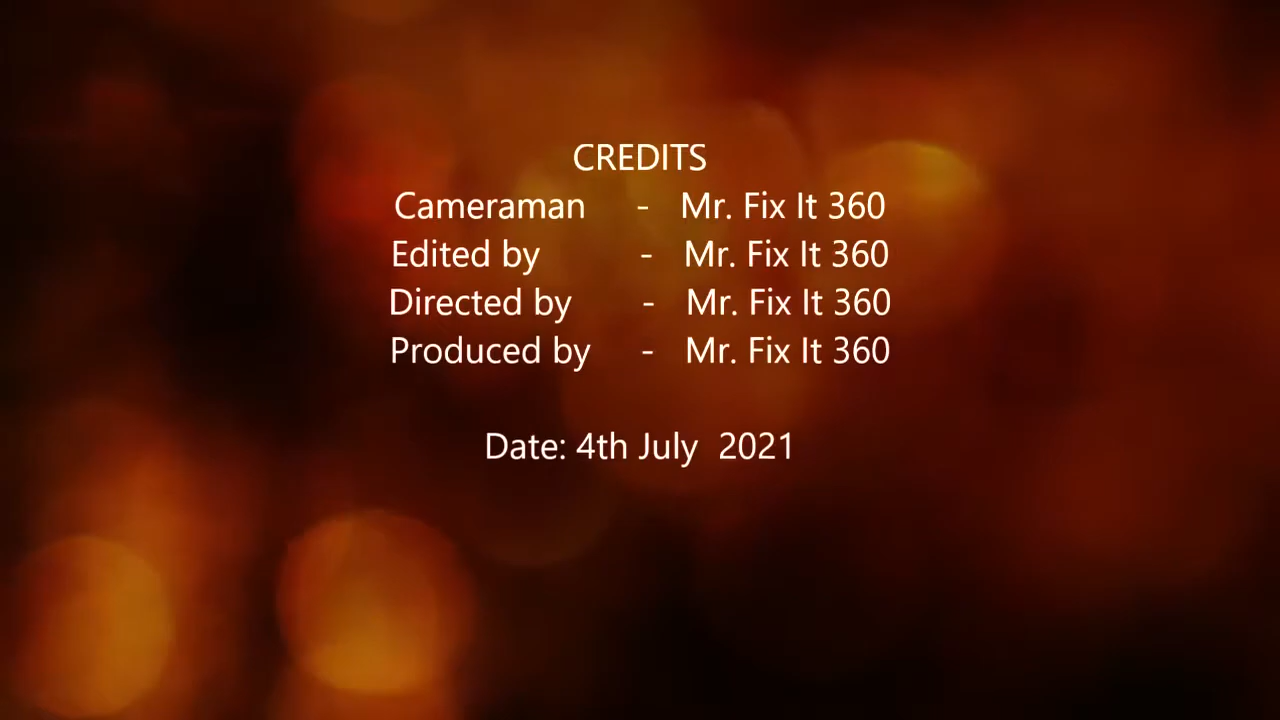 CREDITS
Cameraman - Mr. Fix It 360
Edited by - Mr. Fix It 360
Directed by - Mr. Fix It 360
Produced by - Mr. Fix It 360
Date: 4th July 2021